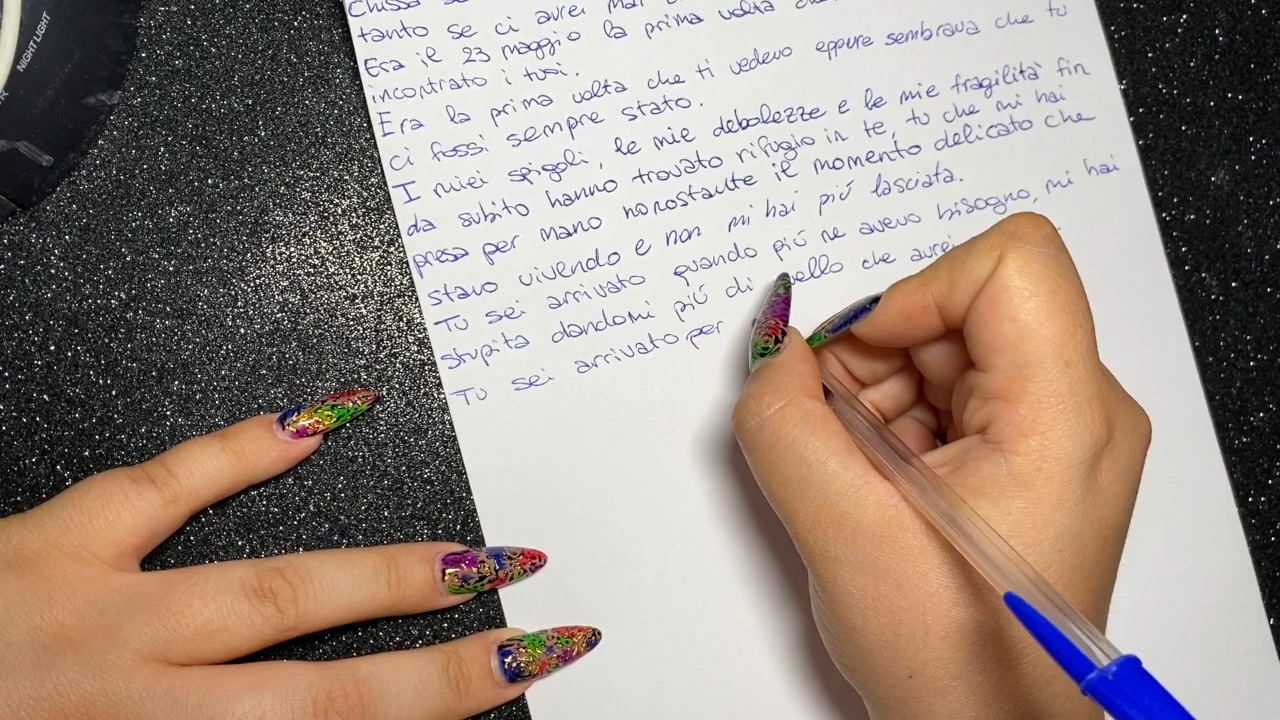 NIGHT LIGHT
tanto se ci avrei mai
Era il 23 maggio la prima volta
incontrato i tuoi.
Era la prima volta che ti vedevo eppure sembrava che tu
ci fossi sempre stato.
I miei spigoli, le mie debolezze e le mie fragilità fin
da subito hanno trovato rifugio in te, tu che mi hai
presa per mano nonostante il momento delicato che
stavo vivendo e non mi hai più lasciata.
Tu sei arrivato quando più ne avevo bisogno, mi hai
stupita dandomi più di che
Tu sei arrivato per